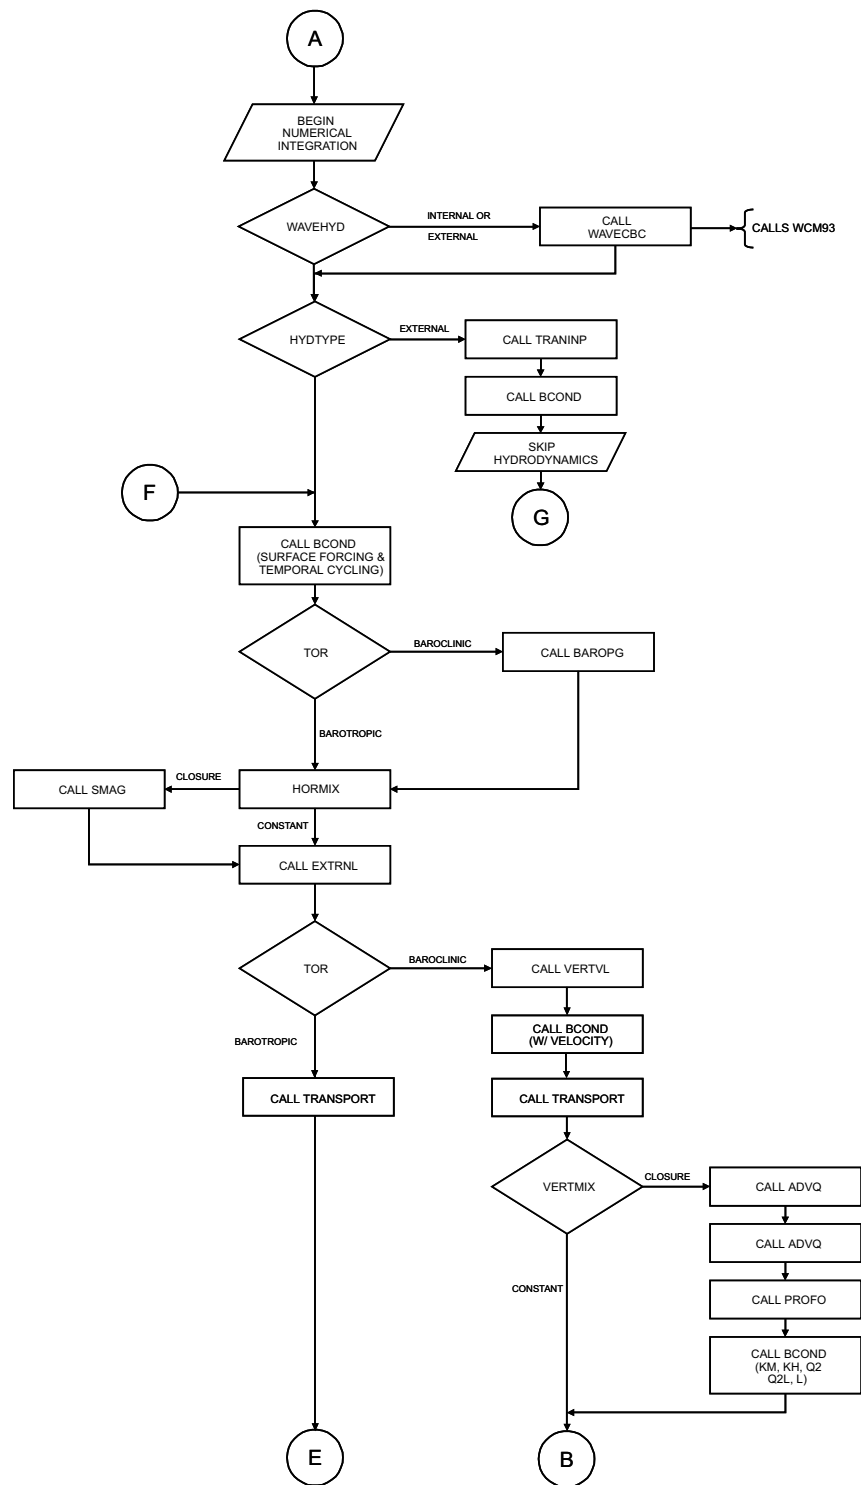 A
BEGIN
NUMERICAL
INTEGRATION
WAVEHYD
INTERNAL OR
EXTERNAL
CALL
WAVECBC
CALLS WCM93
HYDTYPE
EXTERNAL
CALL TRANINP
CALL BCOND
SKIP
HYDRODYNAMICS
G
F
CALL BCOND
(SURFACE FORCING &
TEMPORAL CYCLING)
TOR
BAROCLINIC
CALL BAROPG
BAROTROPIC
HORMIX
CLOSURE
CALL SMAG
CONSTANT
CALL EXTRNL
TOR
BAROCLINIC
CALL VERTVL
CALL BCOND
(W/ VELOCITY)
BAROTROPIC
CALL TRANSPORT
CALL TRANSPORT
VERTMIX
CLOSURE
CALL ADVQ
CALL ADVQ
CONSTANT
CALL PROFO
CALL BCOND
(KM, KH, Q2
Q2L, L)
E
B